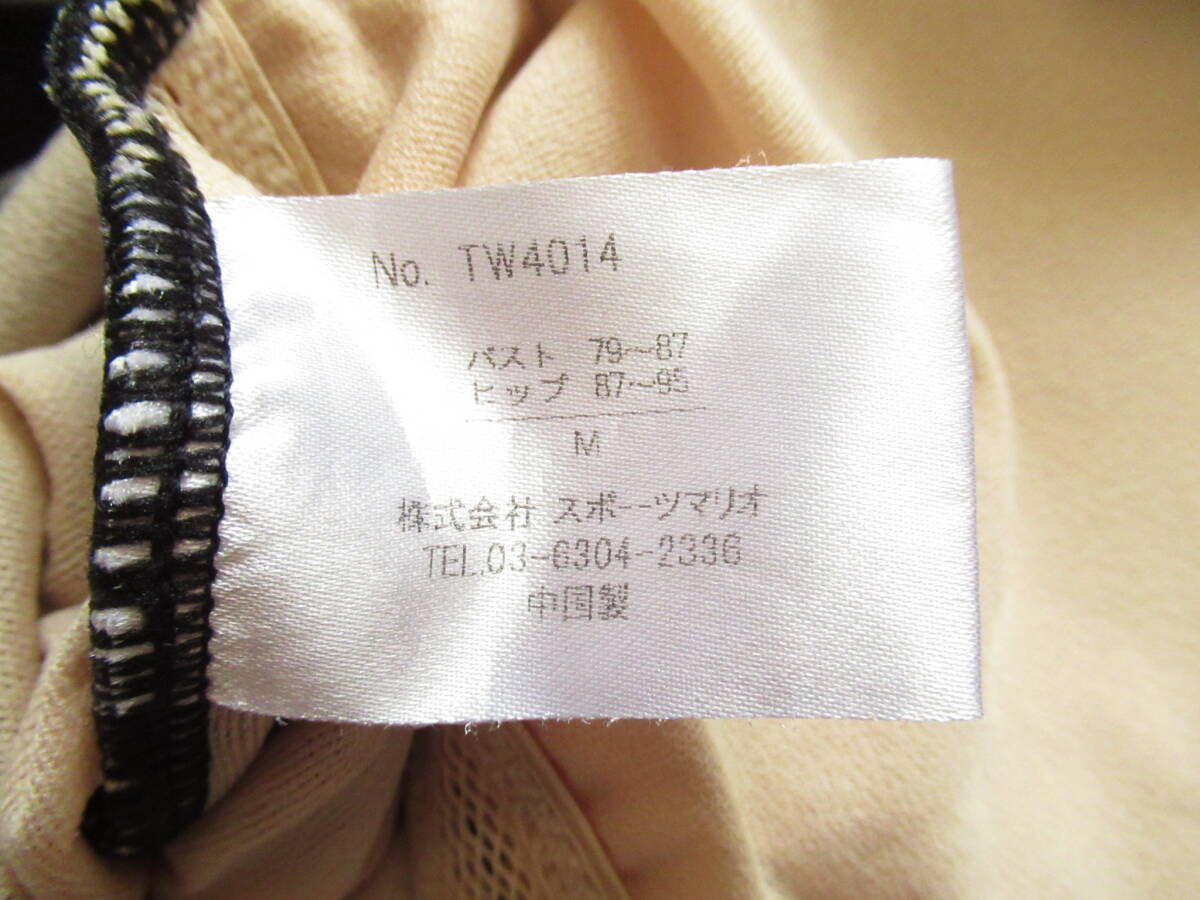 No. TW4014
バスト 79〜87
ヒップ 87〜95
M
株式会社 スポーツマリオ
TEL.03-6304-2336
中国製